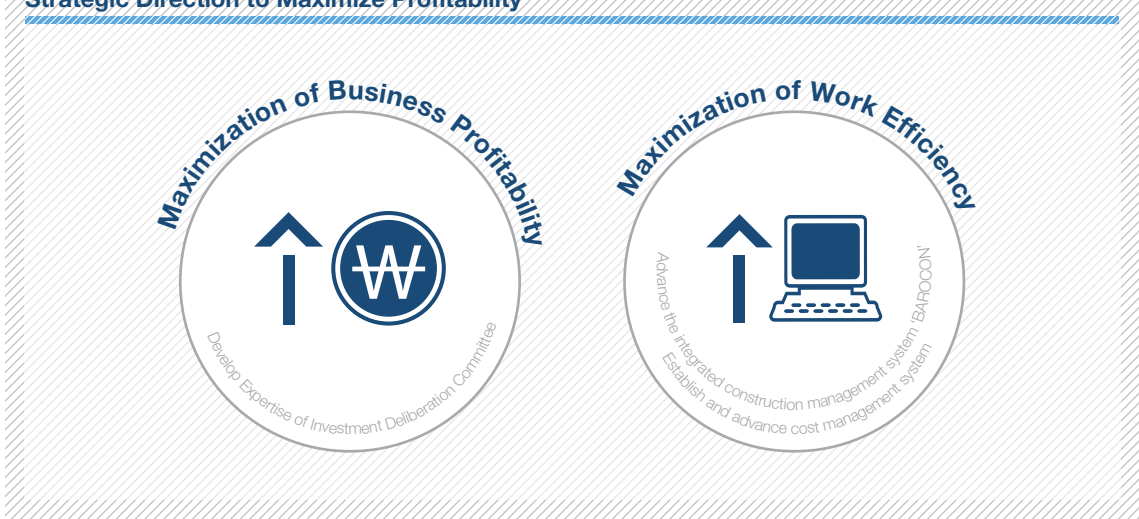 Strategic Direction to Maximize Profitability
Maximization of Business Profitability
₩
Develop Expertise of Investment Deliberation Committee
Maximization of Work Efficiency
Advance the integrated construction management system 'BAROCON'
Establish and advance cost management system